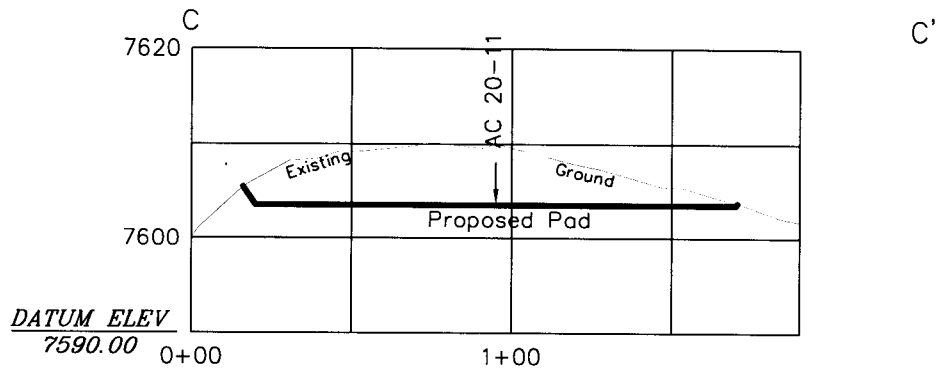 C
C'
7620
AC 20-11
Existing
Ground
7600
Proposed Pad
DATUM ELEV
7590.00
0+00
1+00